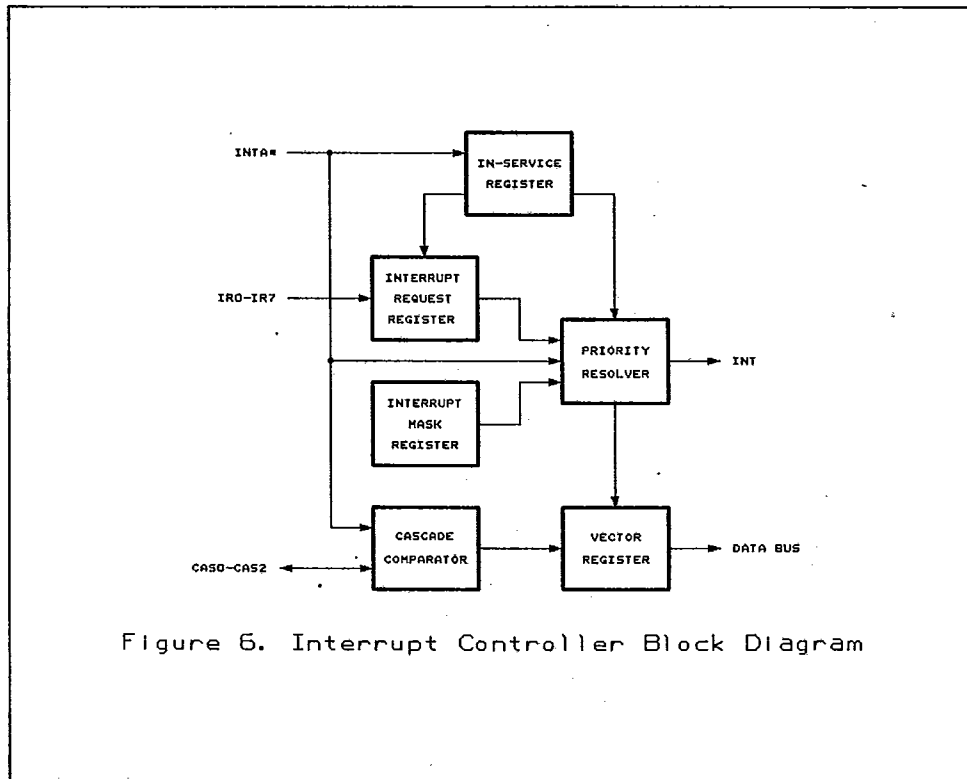 INTA#
IN-SERVICE
REGISTER
IR0-IR7
INTERRUPT
REQUEST
REGISTER
PRIORITY
RESOLVER
INT
INTERRUPT
MASK
REGISTER
CASCADE
COMPARATOR
VECTOR
REGISTER
DATA BUS
CAS0-CAS2
Figure 6. Interrupt Controller Block Diagram